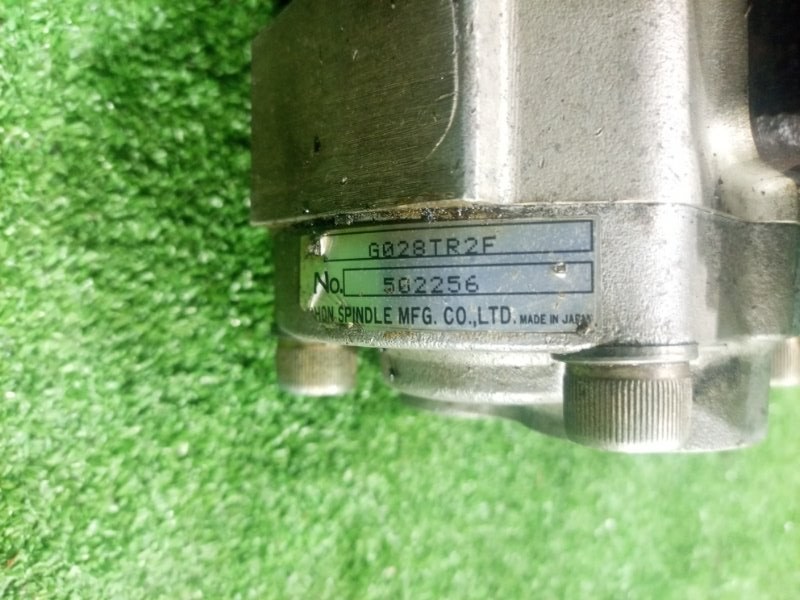 G028TR2F
No. 502256
HON SPINDLE MFG. CO.,LTD. MADE IN JAPAN